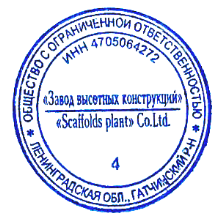 ОБЩЕСТВО С ОГРАНИЧЕННОЙ ОТВЕТСТВЕННОСТЬЮ
ИНН 4705064272
«Завод высотных конструкций»
«Scaffolds plant» Co.Ltd.
4
* ЛЕНИНГРАДСКАЯ ОБЛ., ГАТЧИНСКИЙ Р-Н *